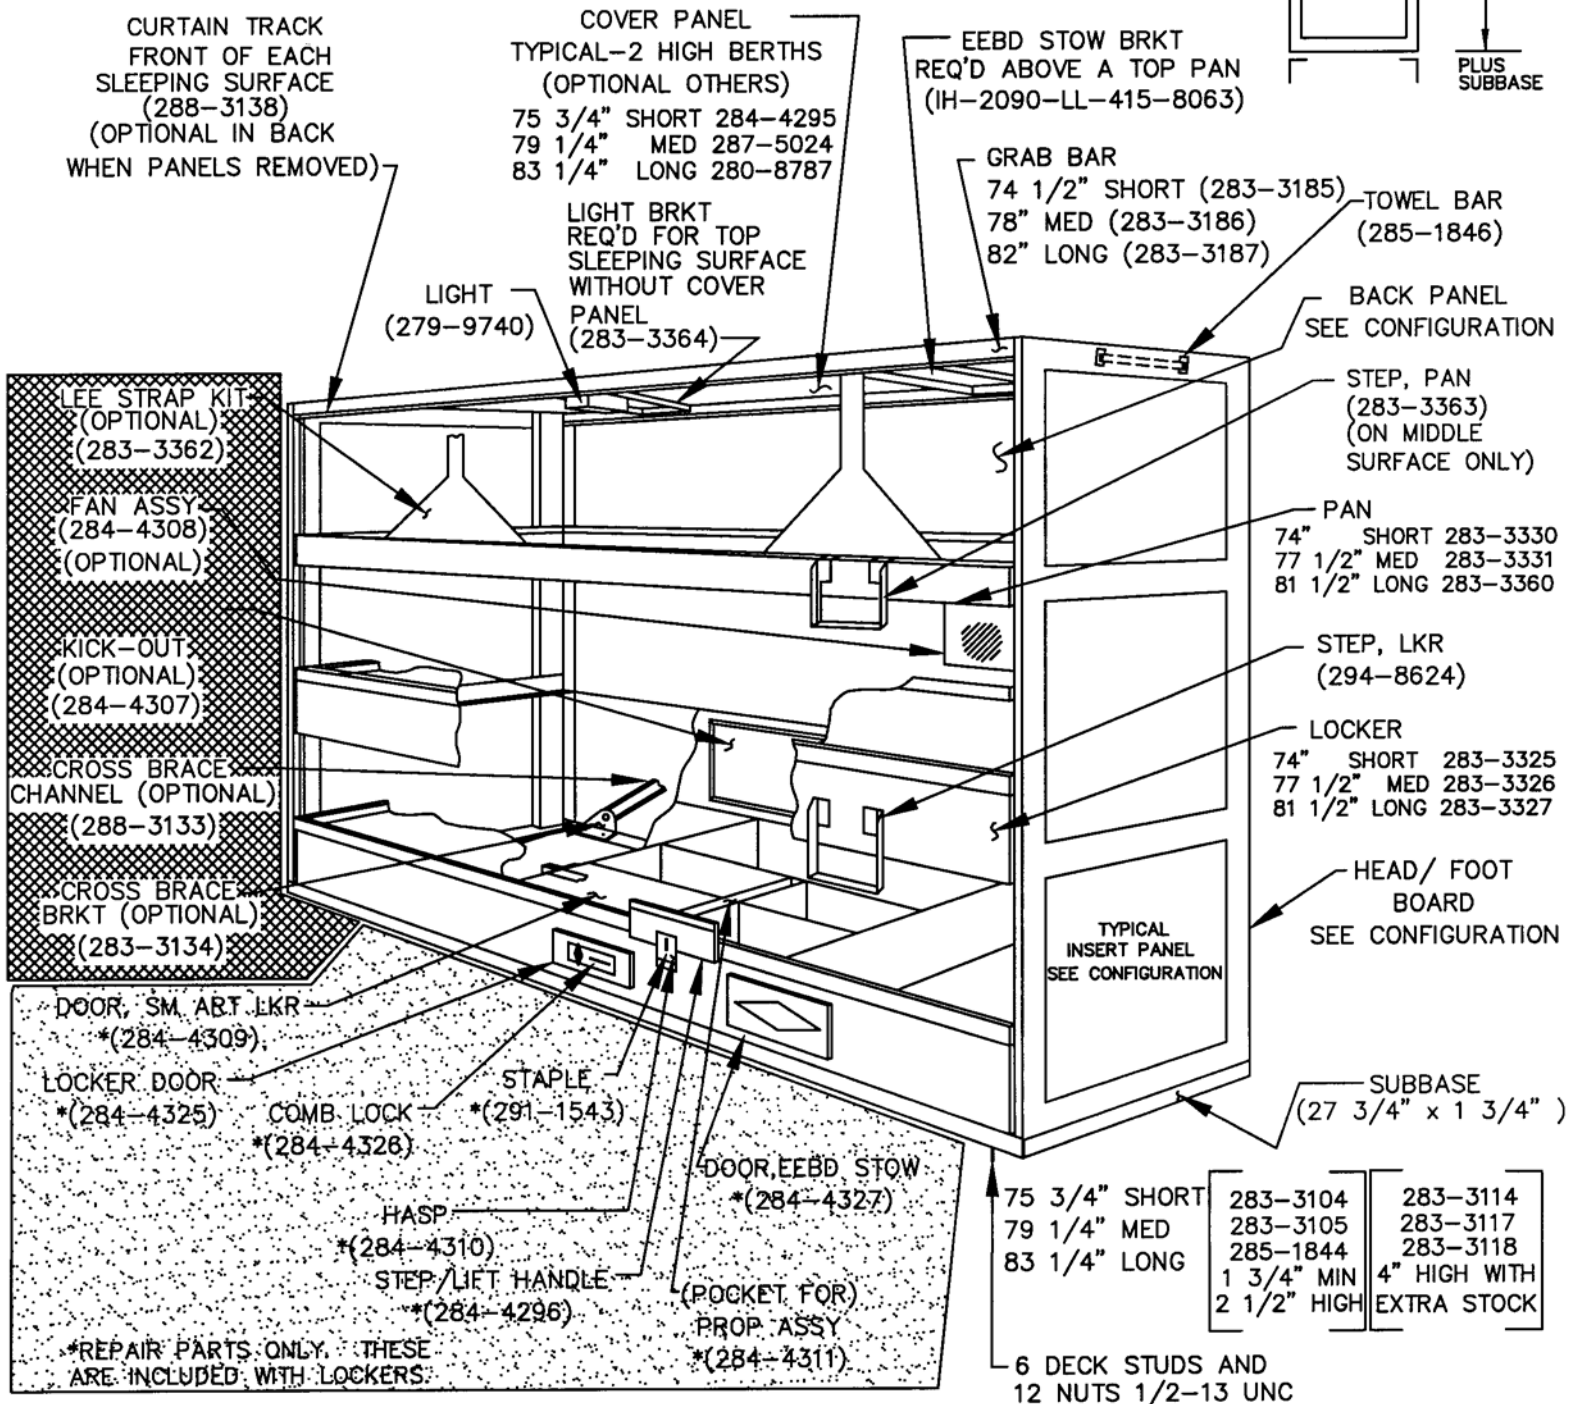 CURTAIN TRACK
FRONT OF EACH
SLEEPING SURFACE
(288-3138)
(OPTIONAL IN BACK
WHEN PANELS REMOVED)
COVER PANEL
TYPICAL-2 HIGH BERTHS
(OPTIONAL OTHERS)
75 3/4" SHORT 284-4295
79 1/4" MED 287-5024
83 1/4" LONG 280-8787
EEBD STOW BRKT
REQ'D ABOVE A TOP PAN
(IH-2090-LL-415-8063)
PLUS
SUBBASE
GRAB BAR
74 1/2" SHORT (283-3185)
78" MED (283-3186)
82" LONG (283-3187)
TOWEL BAR
(285-1846)
LIGHT BRKT
REQ'D FOR TOP
SLEEPING SURFACE
WITHOUT COVER
PANEL
(283-3364)
LIGHT
(279-9740)
BACK PANEL
SEE CONFIGURATION
STEP, PAN
(283-3363)
(ON MIDDLE
SURFACE ONLY)
PAN
74" SHORT 283-3330
77 1/2" MED 283-3331
81 1/2" LONG 283-3360
STEP, LKR
(294-8624)
LOCKER
74" SHORT 283-3325
77 1/2" MED 283-3326
81 1/2" LONG 283-3327
HEAD/ FOOT
BOARD
SEE CONFIGURATION
TYPICAL
INSERT PANEL
SEE CONFIGURATION
LEE STRAP KIT
(OPTIONAL)
(283-3362)
FAN ASSY
(284-4308)
(OPTIONAL)
KICK-OUT
(OPTIONAL)
(284-4307)
CROSS BRACE
CHANNEL (OPTIONAL)
(288-3133)
CROSS BRACE
BRKT (OPTIONAL)
(283-3134)
DOOR, SM ART LKR
*(284-4309)
LOCKER DOOR
*(284-4325)
COMB LOCK
*(284-4326)
STAPLE
*(291-1543)
HASP
*(284-4310)
STEP/LIFT HANDLE
*(284-4296)
DOOR,EEBD STOW
*(284-4327)
(POCKET FOR)
PROP ASSY
*(284-4311)
*REPAIR PARTS ONLY. THESE
ARE INCLUDED WITH LOCKERS.
SUBBASE
(27 3/4" x 1 3/4" )
75 3/4" SHORT 283-3104 283-3114
79 1/4" MED 283-3105 283-3117
83 1/4" LONG 285-1844 283-3118
1 3/4" MIN 4" HIGH WITH
2 1/2" HIGH EXTRA STOCK
6 DECK STUDS AND
12 NUTS 1/2-13 UNC